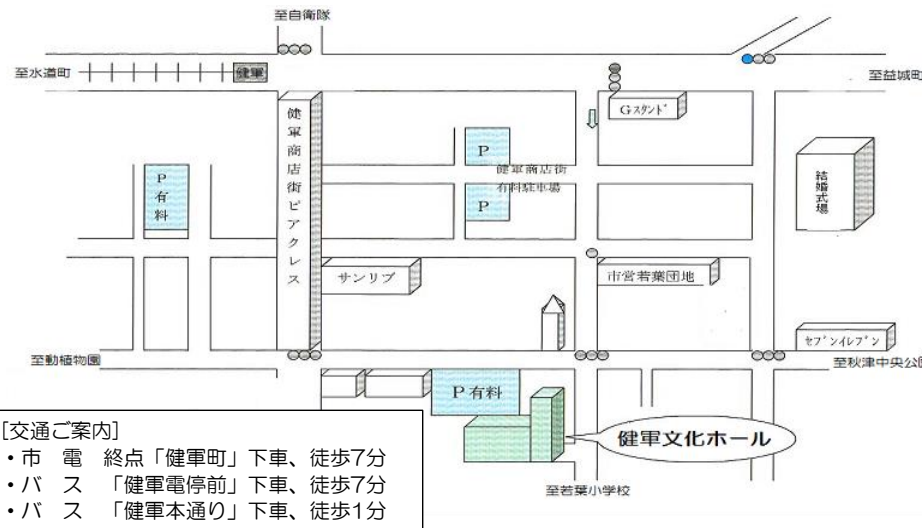 至自衛隊
至水道町
健軍
至益城町
Gスタンド
健軍商店街ピアクレス
P
健軍商店街
有料駐車場
P
P有料
結婚式場
サンリブ
市営若葉団地
セブンイレブン
至動植物園
至秋津中央公園
P有料
健軍文化ホール
至若葉小学校
[交通ご案内]
・市　電　終点「健軍町」下車、徒歩7分
・バ　ス　「健軍電停前」下車、徒歩7分
・バ　ス　「健軍本通り」下車、徒歩1分